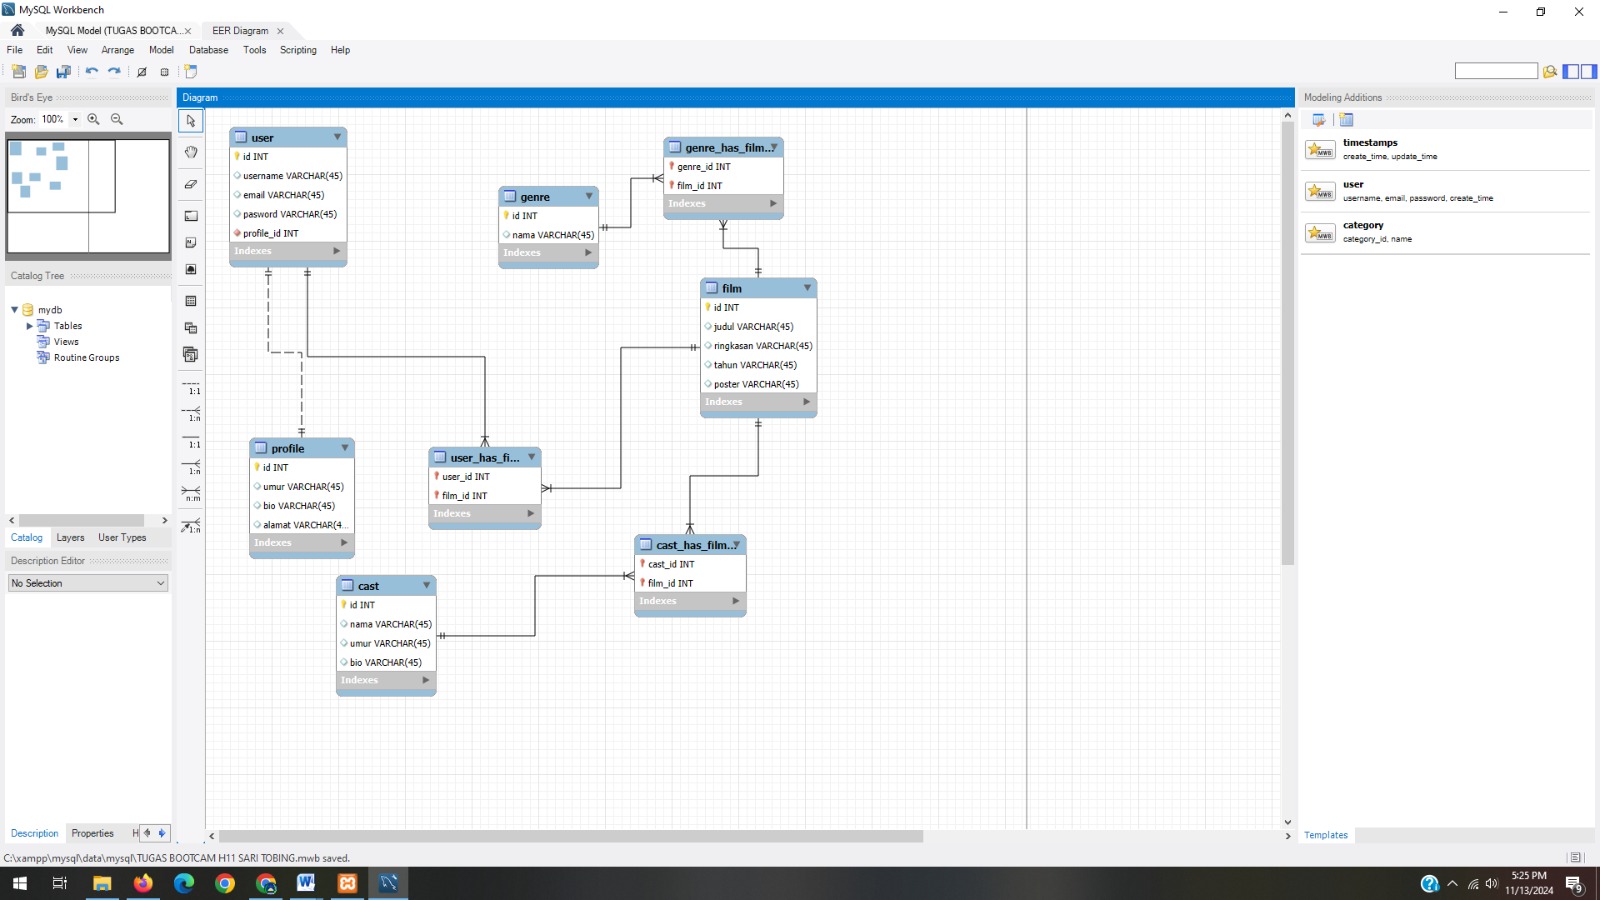 MySQL Workbench
MySQL Model (TUGAS BOOTCA... ×
EER Diagram ×
File Edit View Arrange Model Database Tools Scripting Help
Bird's Eye
Zoom: 100%
Catalog Tree
mydb
Tables
Views
Routine Groups
Catalog Layers User Types
Description Editor
No Selection
Description Properties H
Diagram
1:1
1:n
1:1
1:n
n:m
1:n
user
id INT
username VARCHAR(45)
email VARCHAR(45)
pasword VARCHAR(45)
profile_id INT
Indexes
genre
id INT
nama VARCHAR(45)
Indexes
genre_has_film...
genre_id INT
film_id INT
Indexes
film
id INT
judul VARCHAR(45)
ringkasan VARCHAR(45)
tahun VARCHAR(45)
poster VARCHAR(45)
Indexes
profile
id INT
umur VARCHAR(45)
bio VARCHAR(45)
alamat VARCHAR(4...
Indexes
user_has_fi...
user_id INT
film_id INT
Indexes
cast_has_film...
cast_id INT
film_id INT
Indexes
cast
id INT
nama VARCHAR(45)
umur VARCHAR(45)
bio VARCHAR(45)
Indexes
Modeling Additions
timestamps
create_time, update_time
user
username, email, password, create_time
category
category_id, name
Templates
C:\xampp\mysql\data\mysql\TUGAS BOOTCAM H11 SARI TOBING.mwb saved.
5:25 PM
11/13/2024
9